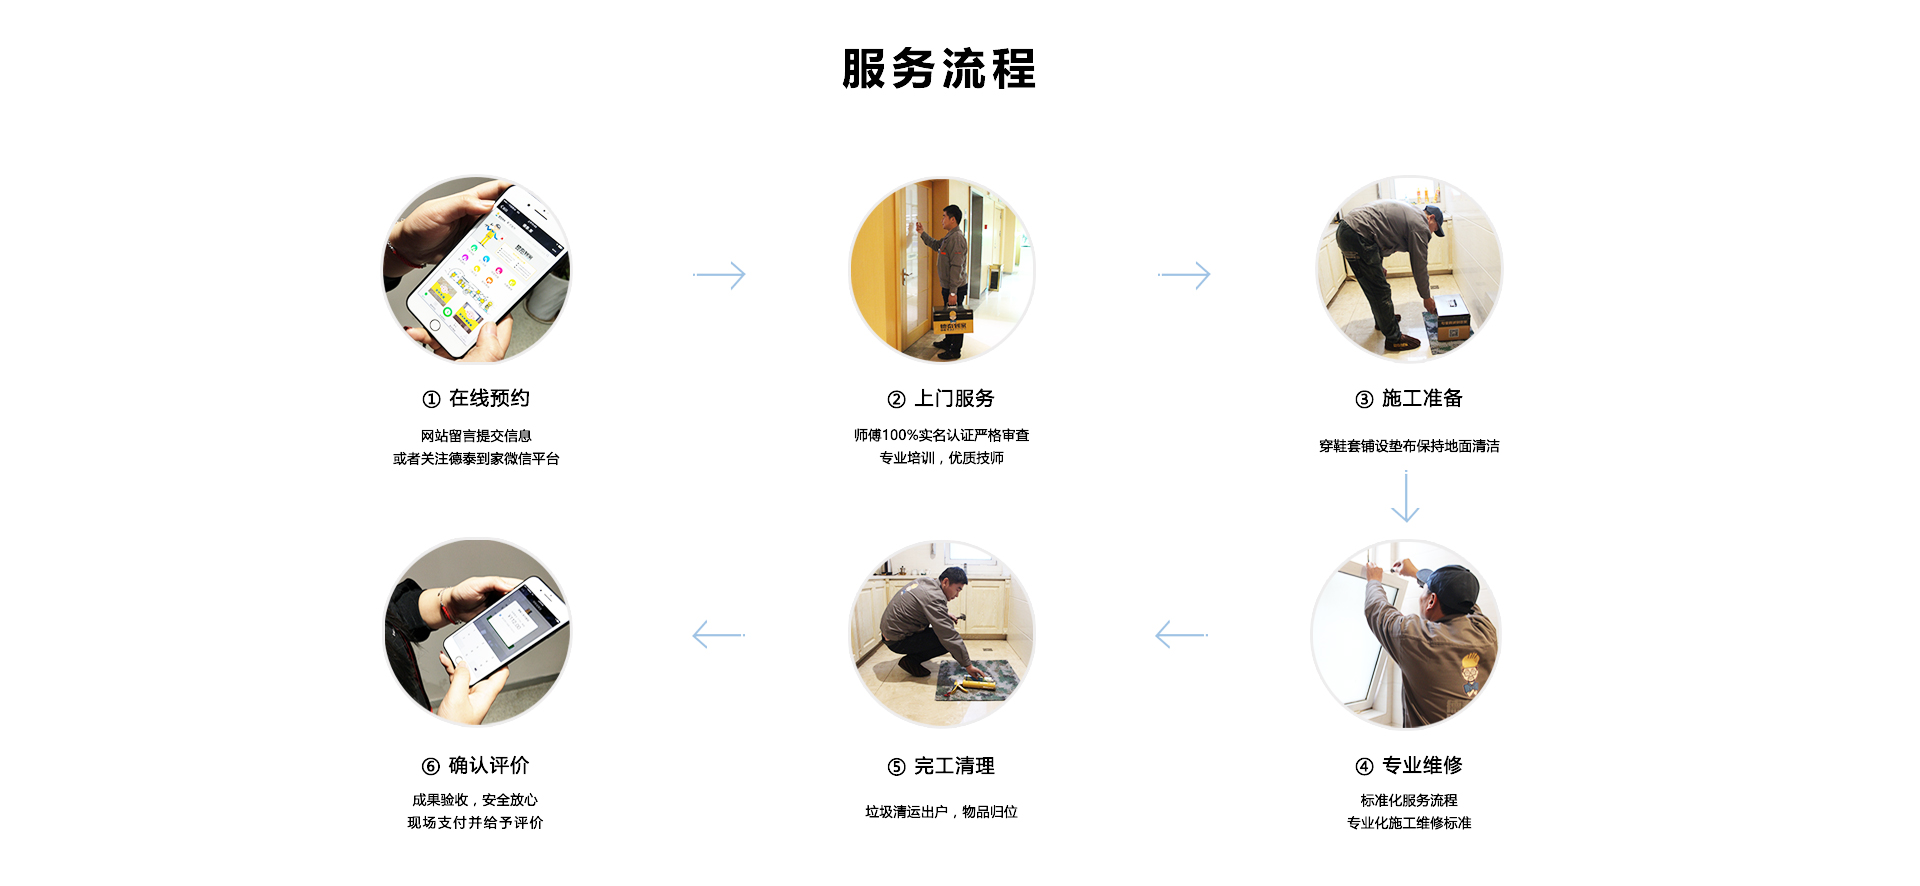 服务流程
① 在线预约
网站留言提交信息
或者关注德泰到家微信平台
② 上门服务
师傅100%实名认证严格审查
专业培训，优质技师
③ 施工准备
穿鞋套铺设垫布保持地面清洁
④ 专业维修
标准化服务流程
专业化施工维修标准
⑤ 完工清理
垃圾清运出户，物品归位
⑥ 确认评价
成果验收，安全放心
现场支付并给予评价